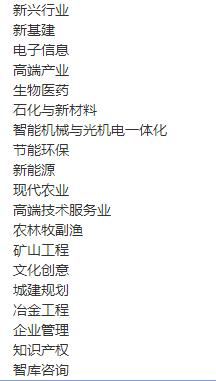 新兴行业
新基建
电子信息
高端产业
生物医药
石化与新材料
智能机械与光机电一体化
节能环保
新能源
现代农业
高端技术服务业
农林牧副渔
矿山工程
文化创意
城建规划
冶金工程
企业管理
知识产权
智库咨询